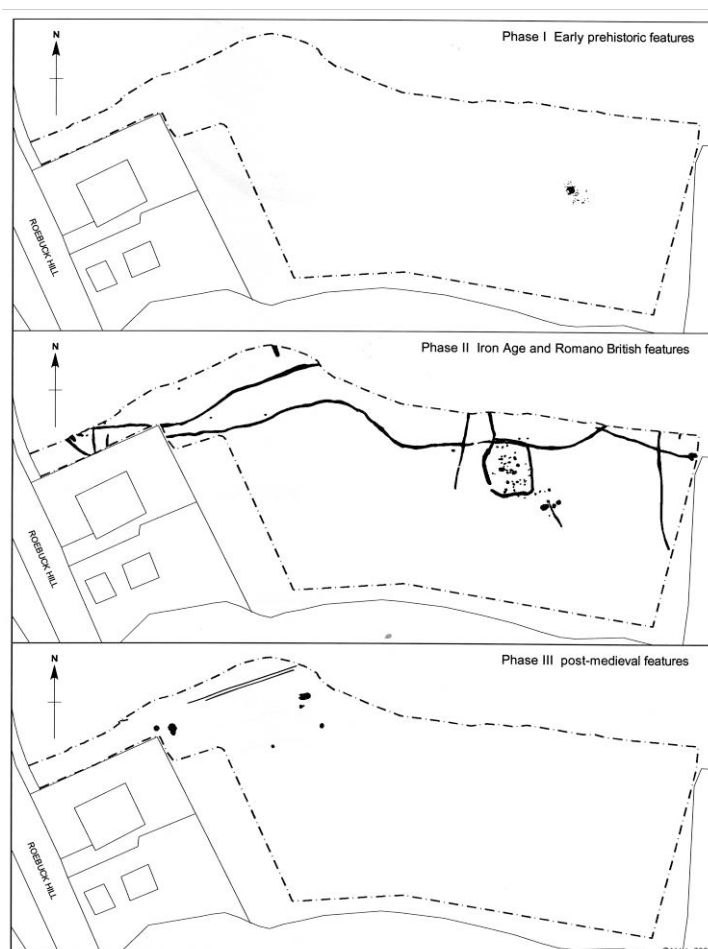 Phase I Early prehistoric features
N
ROEBUCK HILL
Phase II Iron Age and Romano British features
N
ROEBUCK HILL
Phase III post-medieval features
N
ROEBUCK HILL